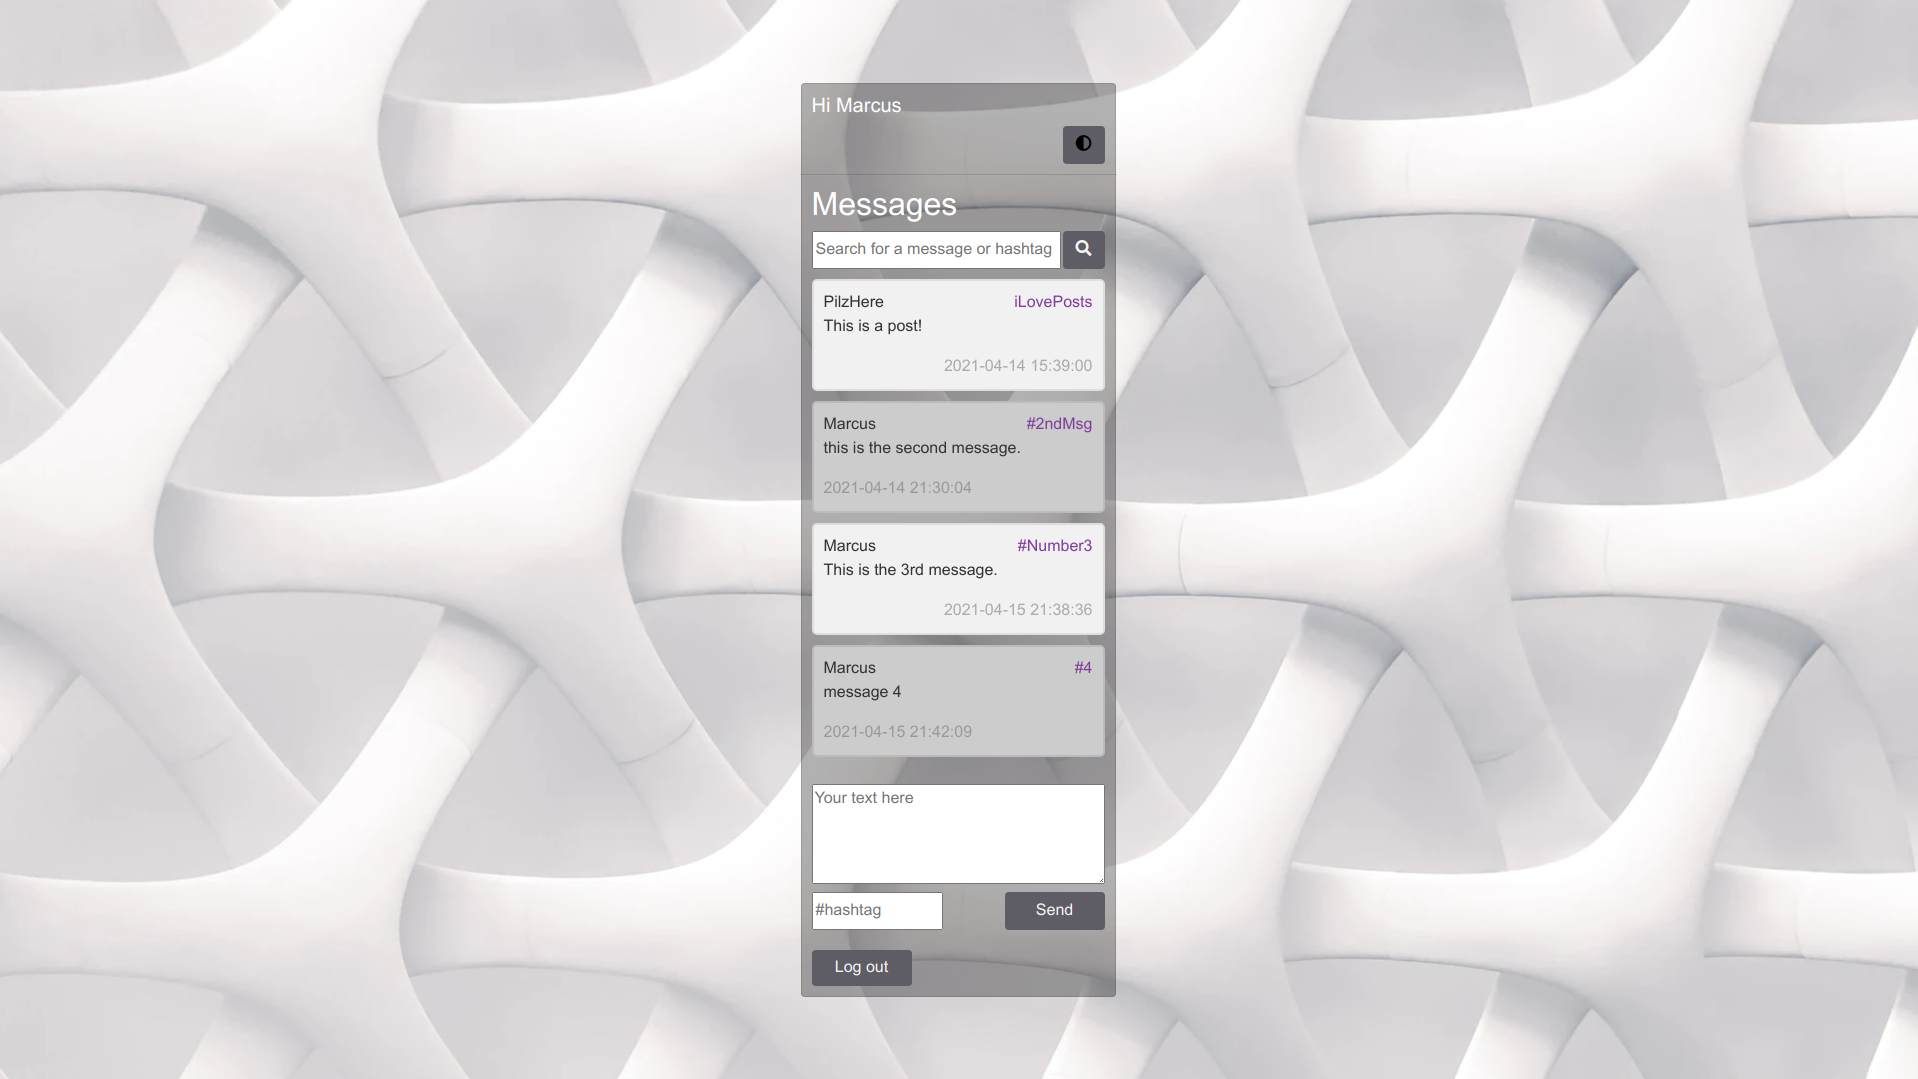 Hi Marcus
Messages
Search for a message or hashtag
PilzHere iLovePosts
This is a post!
2021-04-14 15:39:00
Marcus #2ndMsg
this is the second message.
2021-04-14 21:30:04
Marcus #Number3
This is the 3rd message.
2021-04-15 21:38:36
Marcus #4
message 4
2021-04-15 21:42:09
Your text here
#hashtag Send
Log out